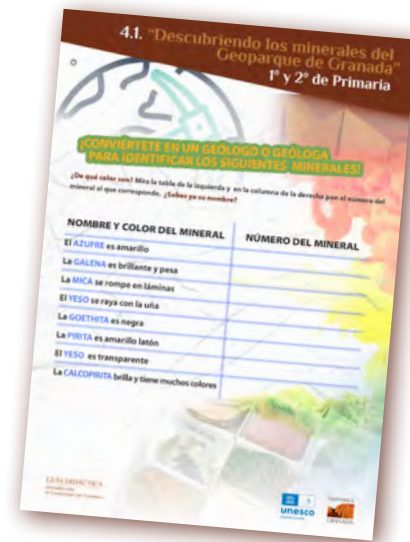 4.1. "Descubriendo los minerales del
Geoparque de Granada"
1º y 2º de Primaria
¡CONVIÉRTETE EN UN GEÓLOGO O GEÓLOGA
PARA IDENTIFICAR LOS SIGUIENTES MINERALES!
¿De qué color son? Mira la tabla de la izquierda y en la columna de la derecha pon el número del
mineral al que corresponde. ¿Sabes ya su nombre?
NOMBRE Y COLOR DEL MINERAL
NÚMERO DEL MINERAL
El AZUFRE es amarillo
La GALENA es brillante y pesa
La MICA se rompe en láminas
El YESO se raya con la uña
La GOETHITA es negra
La PIRITA es amarillo latón
El YESO es transparente
La CALCOPIRITA brilla y tiene muchos colores
GUÍA DIDÁCTICA
unesco
GRANADA